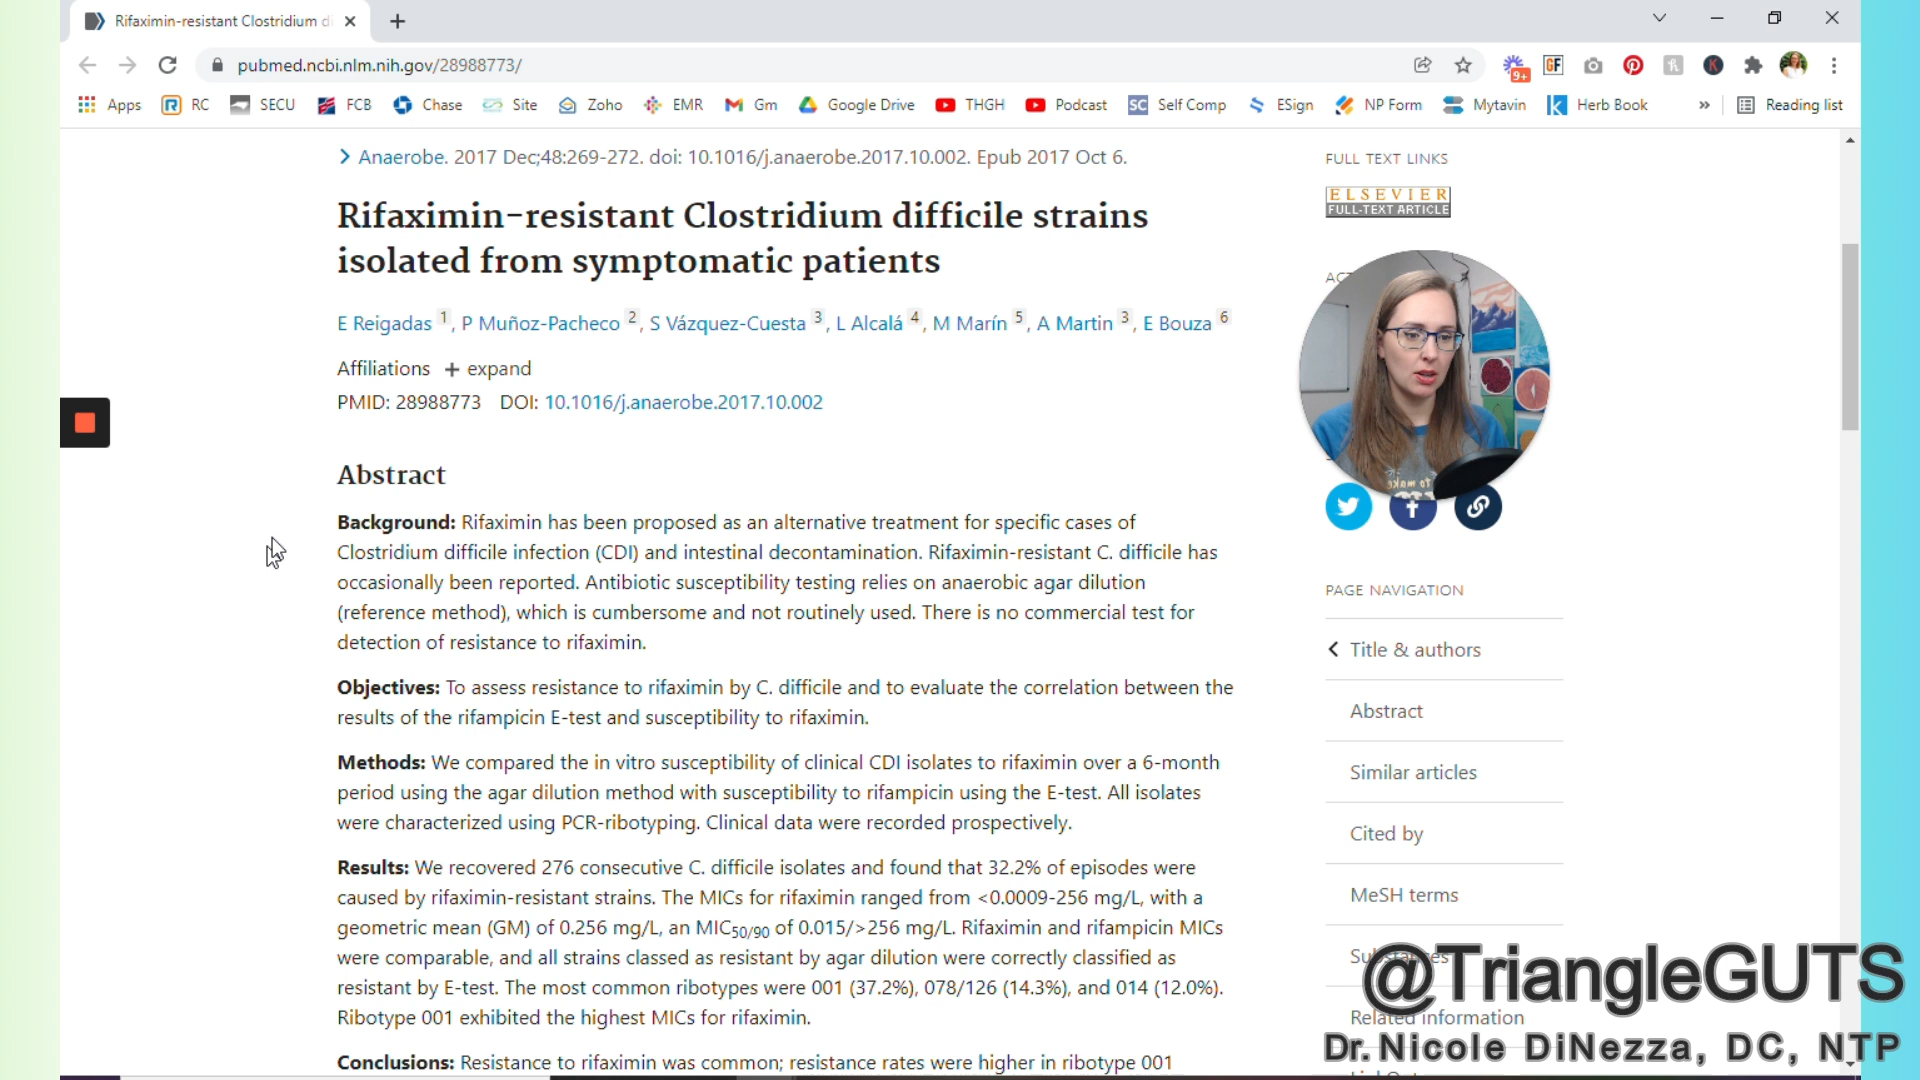 Rifaximin-resistant Clostridium di
pubmed.ncbi.nlm.nih.gov/28988773/
9+
GF
Apps RC SECU FCB Chase Site Zoho EMR Gm Google Drive THGH Podcast SC Self Comp ESign NP Form Mytavin Herb Book » Reading list
Anaerobe. 2017 Dec;48:269-272. doi: 10.1016/j.anaerobe.2017.10.002. Epub 2017 Oct 6.
Rifaximin-resistant Clostridium difficile strains
isolated from symptomatic patients
E Reigadas 1, P Muñoz-Pacheco 2, S Vázquez-Cuesta 3, L Alcalá 4, M Marín 5, A Martin 3, E Bouza 6
Affiliations + expand
PMID: 28988773 DOI: 10.1016/j.anaerobe.2017.10.002
Abstract
Background: Rifaximin has been proposed as an alternative treatment for specific cases of
Clostridium difficile infection (CDI) and intestinal decontamination. Rifaximin-resistant C. difficile has
occasionally been reported. Antibiotic susceptibility testing relies on anaerobic agar dilution
(reference method), which is cumbersome and not routinely used. There is no commercial test for
detection of resistance to rifaximin.
Objectives: To assess resistance to rifaximin by C. difficile and to evaluate the correlation between the
results of the rifampicin E-test and susceptibility to rifaximin.
Methods: We compared the in vitro susceptibility of clinical CDI isolates to rifaximin over a 6-month
period using the agar dilution method with susceptibility to rifampicin using the E-test. All isolates
were characterized using PCR-ribotyping. Clinical data were recorded prospectively.
Results: We recovered 276 consecutive C. difficile isolates and found that 32.2% of episodes were
caused by rifaximin-resistant strains. The MICs for rifaximin ranged from <0.0009-256 mg/L, with a
geometric mean (GM) of 0.256 mg/L, an MIC50/90 of 0.015/>256 mg/L. Rifaximin and rifampicin MICs
were comparable, and all strains classed as resistant by agar dilution were correctly classified as
resistant by E-test. The most common ribotypes were 001 (37.2%), 078/126 (14.3%), and 014 (12.0%).
Ribotype 001 exhibited the highest MICs for rifaximin.
Conclusions: Resistance to rifaximin was common; resistance rates were higher in ribotype 001
FULL TEXT LINKS
ELSEVIER
FULL-TEXT ARTICLE
PAGE NAVIGATION
Title & authors
Abstract
Similar articles
Cited by
MeSH terms
Substances
Related information
@TriangleGUTS
Dr. Nicole DiNezza, DC, NTP